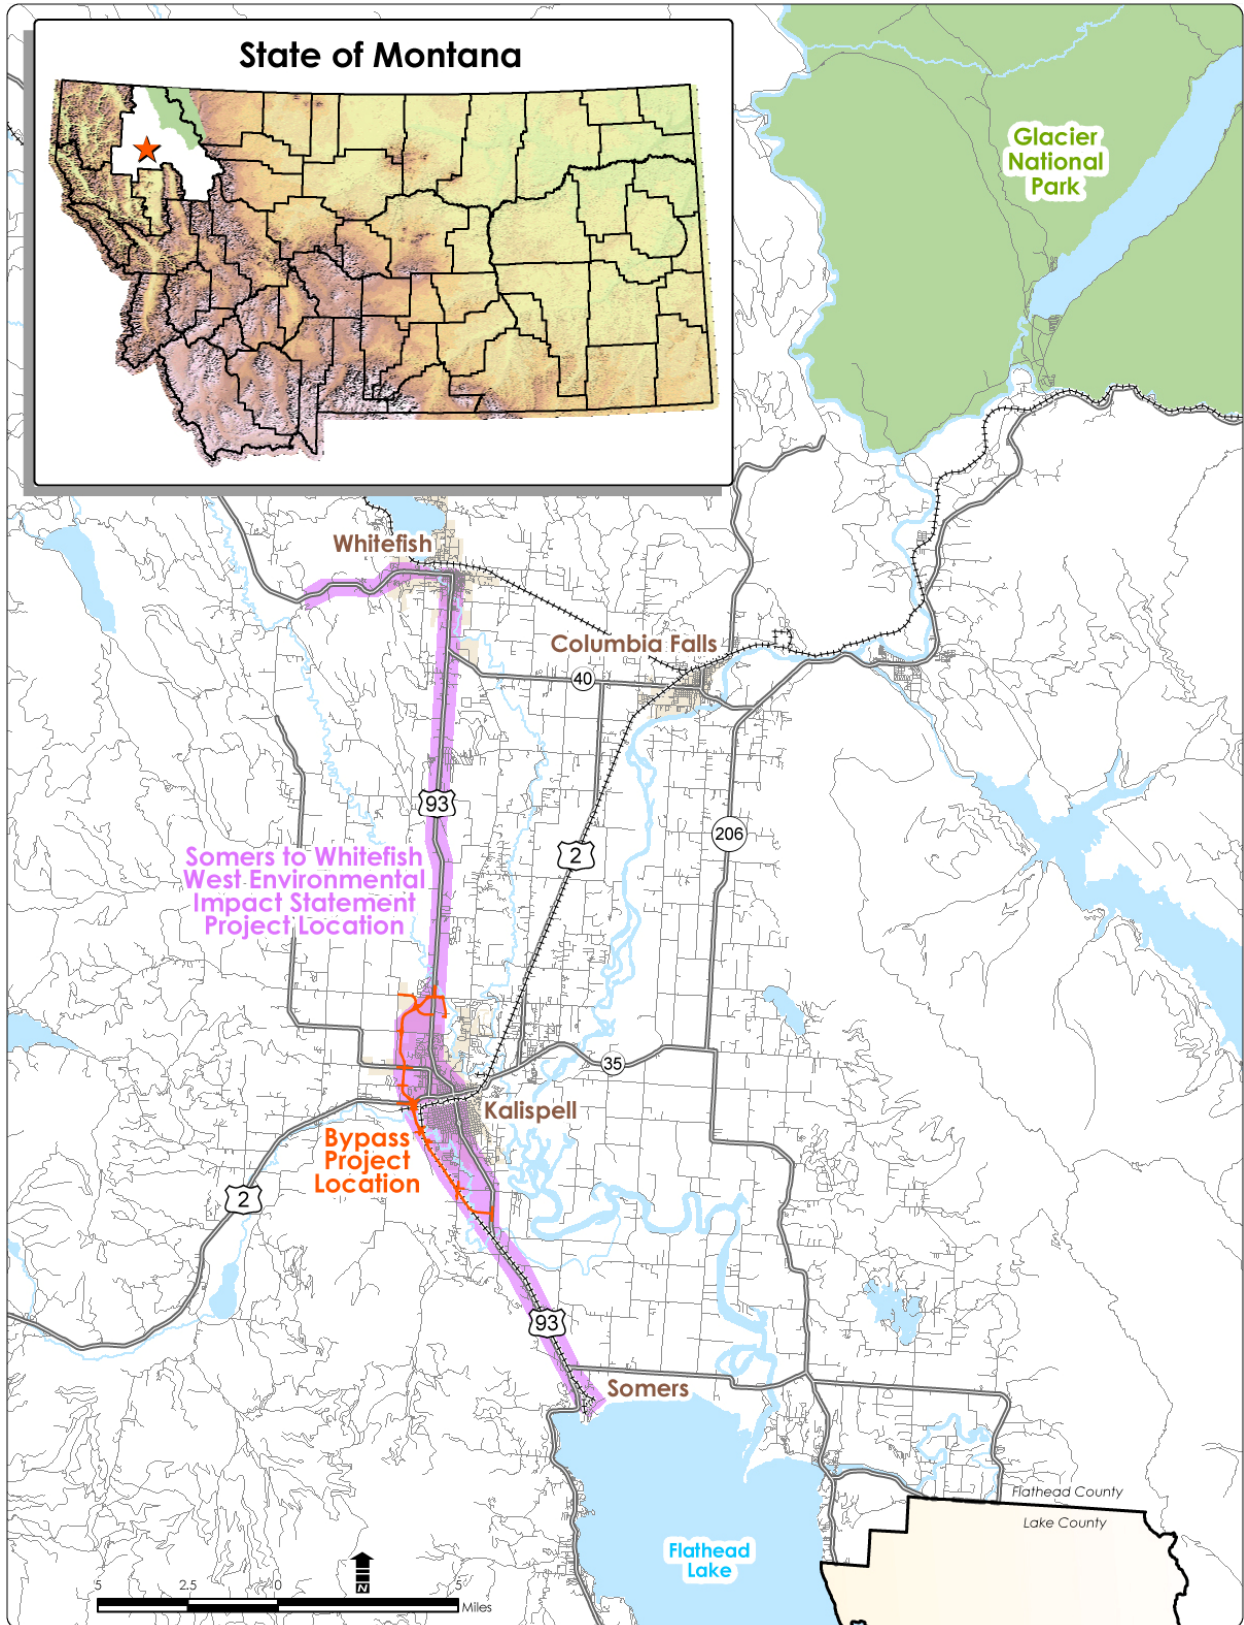 State of Montana
Glacier
National
Park
Whitefish
Columbia Falls
40
93
2
206
Somers to Whitefish
West Environmental
Impact Statement
Project Location
35
Kalispell
Bypass
Project
Location
2
93
Somers
Flathead County
Lake County
Flathead
Lake
N
5 2.5 0 5
Miles